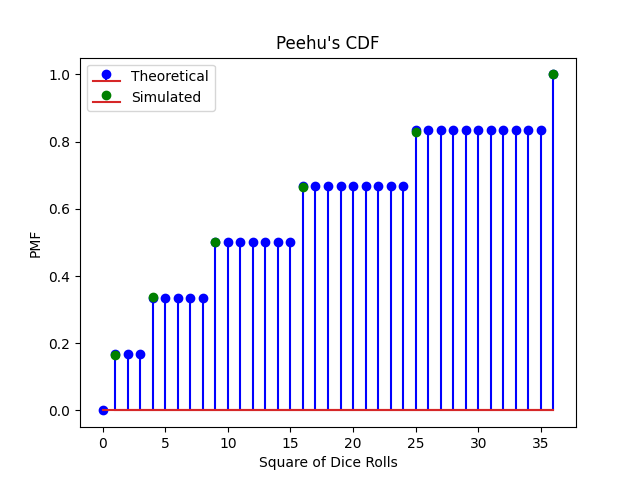 Peehu's CDF
Theoretical
Simulated
PMF
1.0
0.8
0.6
0.4
0.2
0.0
0 5 10 15 20 25 30 35
Square of Dice Rolls